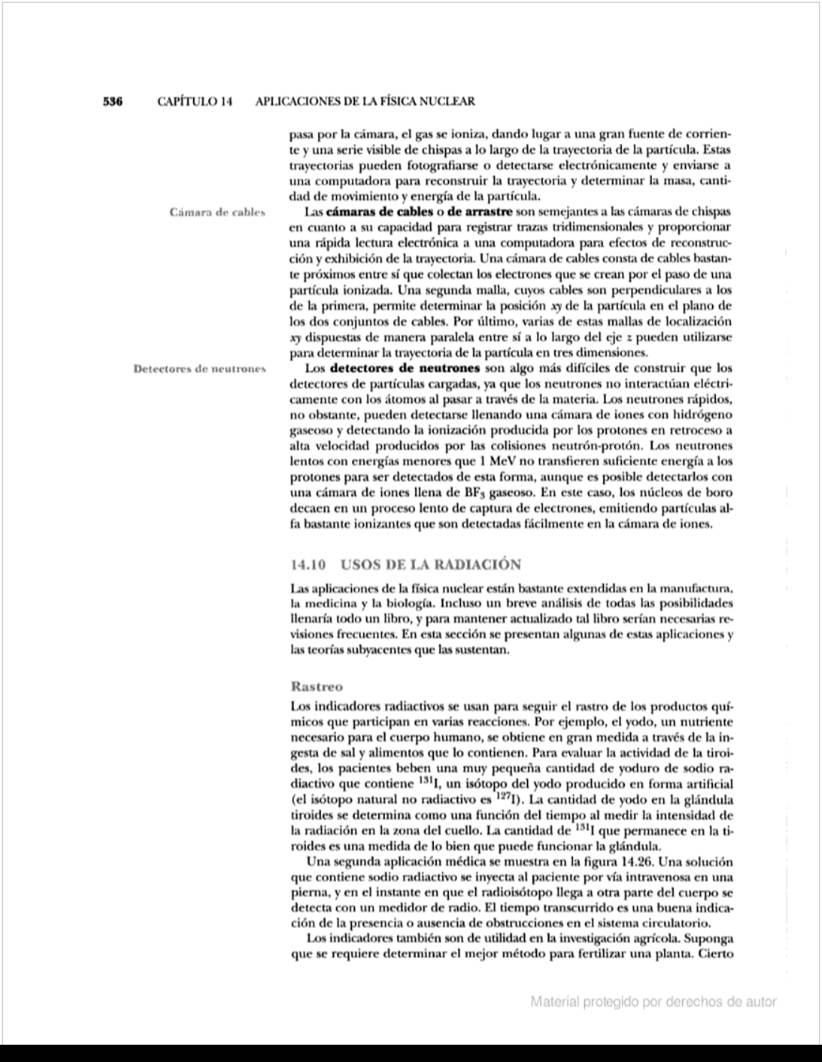 536 CAPÍTULO 14 APLICACIONES DE LA FÍSICA NUCLEAR
pasa por la cámara, el gas se ioniza, dando lugar a una gran fuente de corrien-
te y una serie visible de chispas a lo largo de la trayectoria de la partícula. Estas
trayectorias pueden fotografiarse o detectarse electrónicamente y enviarse a
una computadora para reconstruir la trayectoria y determinar la masa, canti-
dad de movimiento y energía de la partícula.
Cámara de cables
Las cámaras de cables o de arrastre son semejantes a las cámaras de chispas
en cuanto a su capacidad para registrar trazas tridimensionales y proporcionar
una rápida lectura electrónica a una computadora para efectos de reconstruc-
ción y exhibición de la trayectoria. Una cámara de cables consta de cables bastan-
te próximos entre sí que colectan los electrones que se crean por el paso de una
partícula ionizada. Una segunda malla, cuyos cables son perpendiculares a los
de la primera, permite determinar la posición xy de la partícula en el plano de
los dos conjuntos de cables. Por último, varias de estas mallas de localización
xy dispuestas de manera paralela entre sí a lo largo del eje z pueden utilizarse
para determinar la trayectoria de la partícula en tres dimensiones.
Detectores de neutrones
Los detectores de neutrones son algo más difíciles de construir que los
detectores de partículas cargadas, ya que los neutrones no interactúan eléctri-
camente con los átomos al pasar a través de la materia. Los neutrones rápidos,
no obstante, pueden detectarse llenando una cámara de iones con hidrógeno
gaseoso y detectando la ionización producida por los protones en retroceso a
alta velocidad producidos por las colisiones neutrón-protón. Los neutrones
lentos con energías menores que 1 MeV no transfieren suficiente energía a los
protones para ser detectados de esta forma, aunque es posible detectarlos con
una cámara de iones llena de BF₃ gaseoso. En este caso, los núcleos de boro
decaen en un proceso lento de captura de electrones, emitiendo partículas al-
fa bastante ionizantes que son detectadas fácilmente en la cámara de iones.
14.10 USOS DE LA RADIACIÓN
Las aplicaciones de la física nuclear están bastante extendidas en la manufactura,
la medicina y la biología. Incluso un breve análisis de todas las posibilidades
llenaría todo un libro, y para mantener actualizado tal libro serían necesarias re-
visiones frecuentes. En esta sección se presentan algunas de estas aplicaciones y
las teorías subyacentes que las sustentan.
Rastreo
Los indicadores radiactivos se usan para seguir el rastro de los productos quí-
micos que participan en varias reacciones. Por ejemplo, el yodo, un nutriente
necesario para el cuerpo humano, se obtiene en gran medida a través de la in-
gesta de sal y alimentos que lo contienen. Para evaluar la actividad de la tiroi-
des, los pacientes beben una muy pequeña cantidad de yoduro de sodio ra-
diactivo que contiene ¹³¹I, un isótopo del yodo producido en forma artificial
(el isótopo natural no radiactivo es ¹²⁷I). La cantidad de yodo en la glándula
tiroides se determina como una función del tiempo al medir la intensidad de
la radiación en la zona del cuello. La cantidad de ¹³¹I que permanece en la ti-
roides es una medida de lo bien que puede funcionar la glándula.
Una segunda aplicación médica se muestra en la figura 14.26. Una solución
que contiene sodio radiactivo se inyecta al paciente por vía intravenosa en una
pierna, y en el instante en que el radioisótopo llega a otra parte del cuerpo se
detecta con un medidor de radio. El tiempo transcurrido es una buena indica-
ción de la presencia o ausencia de obstrucciones en el sistema circulatorio.
Los indicadores también son de utilidad en la investigación agrícola. Suponga
que se requiere determinar el mejor método para fertilizar una planta. Cierto
Material protegido por derechos de autor